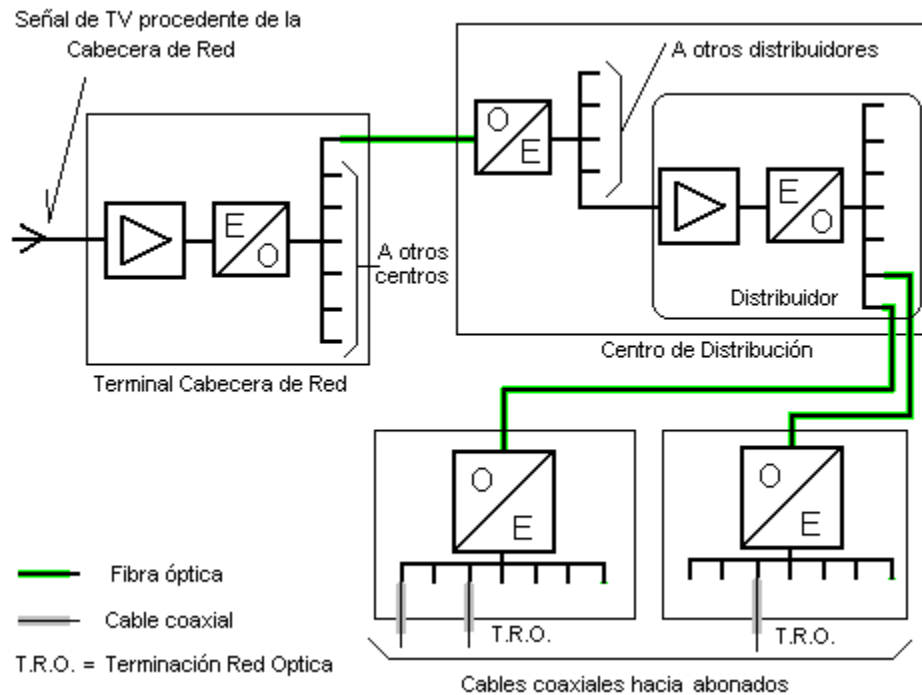 Señal de TV procedente de la
Cabecera de Red
A otros distribuidores
O
E
E
O
E
O
A otros
centros
Distribuidor
Centro de Distribución
Terminal Cabecera de Red
O
E
O
E
Fibra óptica
Cable coaxial
T.R.O.
T.R.O.
T.R.O. = Terminación Red Optica
Cables coaxiales hacia abonados